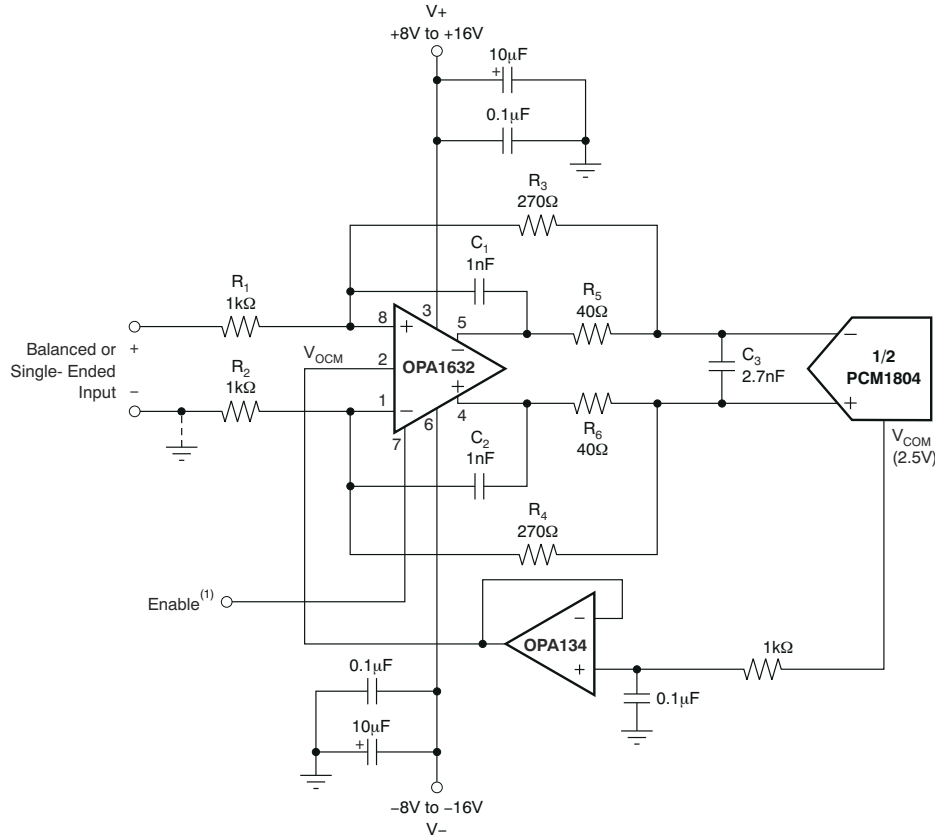 V+
+8V to +16V
10μF
+
0.1μF
R3
270Ω
C1
1nF
R1
1kΩ
R5
40Ω
8
+
3
5
−
Balanced or
+
Single- Ended
Input
−
VOCM
2
OPA1632
R2
1kΩ
1
−
+
4
6
7
C3
2.7nF
−
1/2
PCM1804
+
C2
1nF
R6
40Ω
VCOM
(2.5V)
R4
270Ω
Enable(1)
−
OPA134
+
1kΩ
0.1μF
0.1μF
10μF
+
−8V to −16V
V−